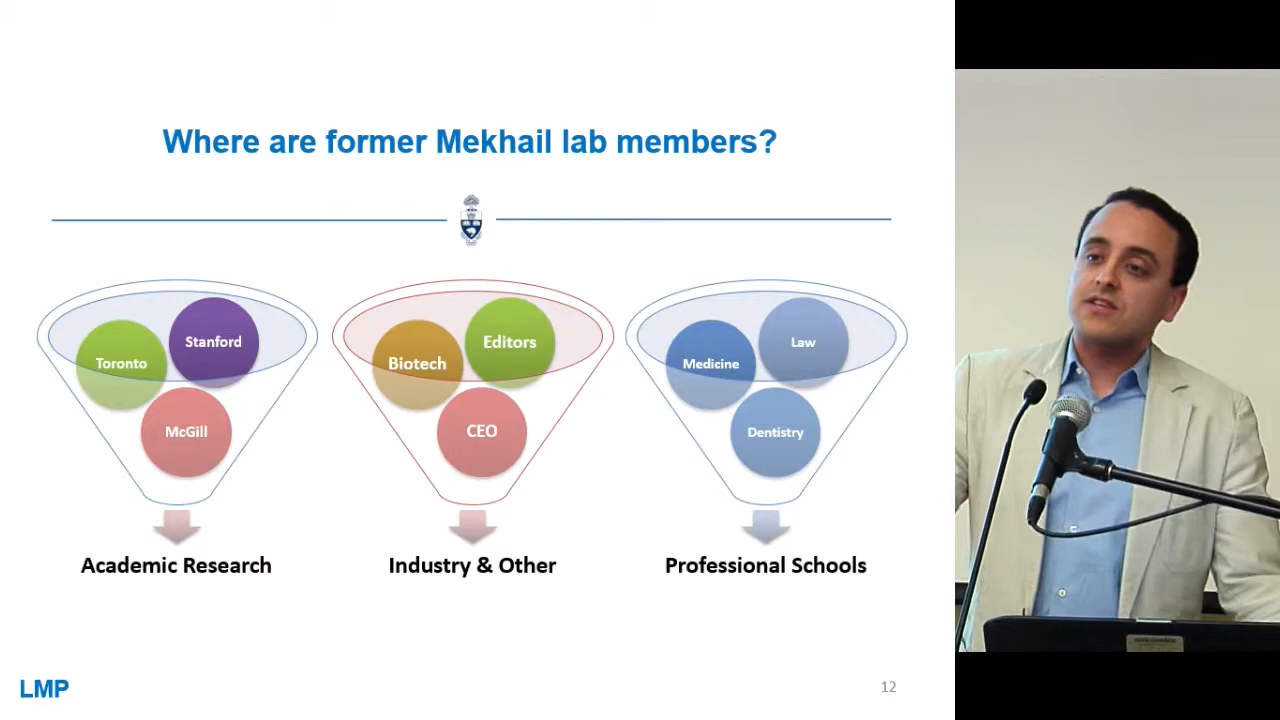 Where are former Mekhail lab members?
Toronto
Stanford
McGill
Biotech
Editors
CEO
Medicine
Law
Dentistry
Academic Research
Industry & Other
Professional Schools
LMP
12